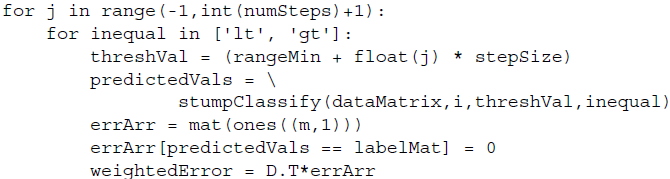 for j in range(-1,int(numSteps)+1):
    for inequal in ['lt', 'gt']:
        threshVal = (rangeMin + float(j) * stepSize)
        predictedVals = \
                stumpClassify(dataMatrix,i,threshVal,inequal)
        errArr = mat(ones((m,1)))
        errArr[predictedVals == labelMat] = 0
        weightedError = D.T*errArr